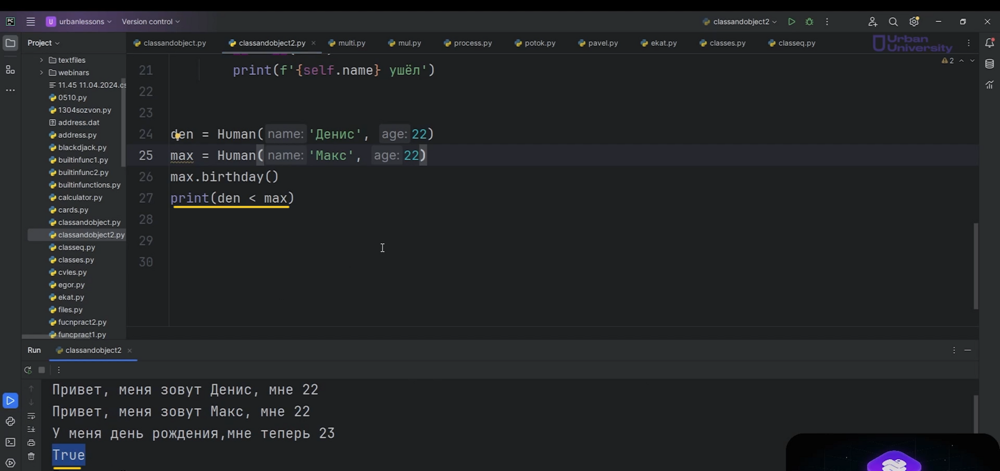 PC
U urbanlessons
Version control
classandobject2
Project
classandobject.py
classandobject2.py
multi.py
mul.py
process.py
potok.py
pavel.py
ekat.py
classes.py
classeq.py
Urban
University
2
textfiles
webinars
11.45 11.04.2024.cs
0510.py
1304sozvon.py
address.dat
address.py
blackdjack.py
builtinfunc1.py
builtinfunc2.py
builtinfunctions.py
calculator.py
cards.py
classandobject.py
classandobject2.py
classeq.py
classes.py
cvles.py
egor.py
ekat.py
files.py
fucnpract2.py
funcpract1.py
21 print(f'{self.name} ушёл')
22
23
24 den = Human( name: 'Денис', age: 22)
25 max = Human( name: 'Макс', age: 22)
26 max.birthday()
27 print(den < max)
28
29
30
Run
classandobject2
Привет, меня зовут Денис, мне 22
Привет, меня зовут Макс, мне 22
У меня день рождения,мне теперь 23
True